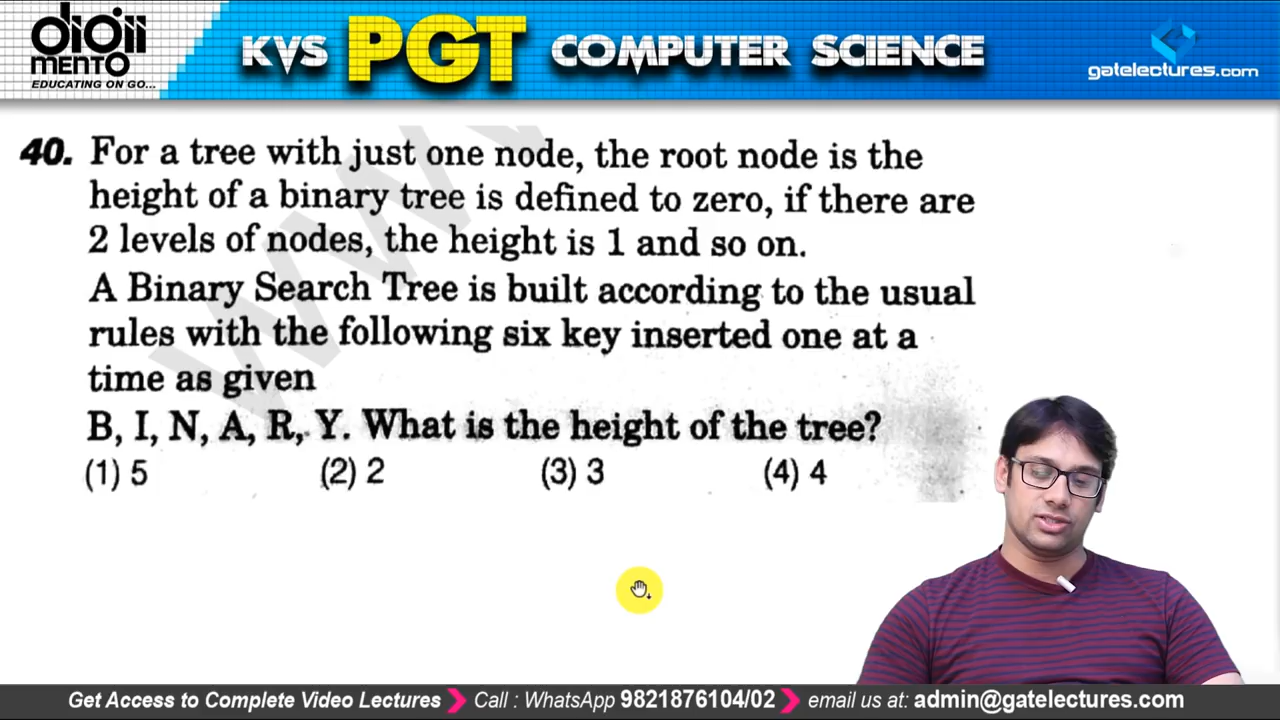 digii
MENTO
EDUCATING ON GO...
KVS PGT COMPUTER SCIENCE
gatelectures.com
40. For a tree with just one node, the root node is the
height of a binary tree is defined to zero, if there are
2 levels of nodes, the height is 1 and so on.
A Binary Search Tree is built according to the usual
rules with the following six key inserted one at a
time as given
B, I, N, A, R, Y. What is the height of the tree?
(1) 5 (2) 2 (3) 3 (4) 4
Get Access to Complete Video Lectures Call : WhatsApp 9821876104/02 email us at: admin@gatelectures.com